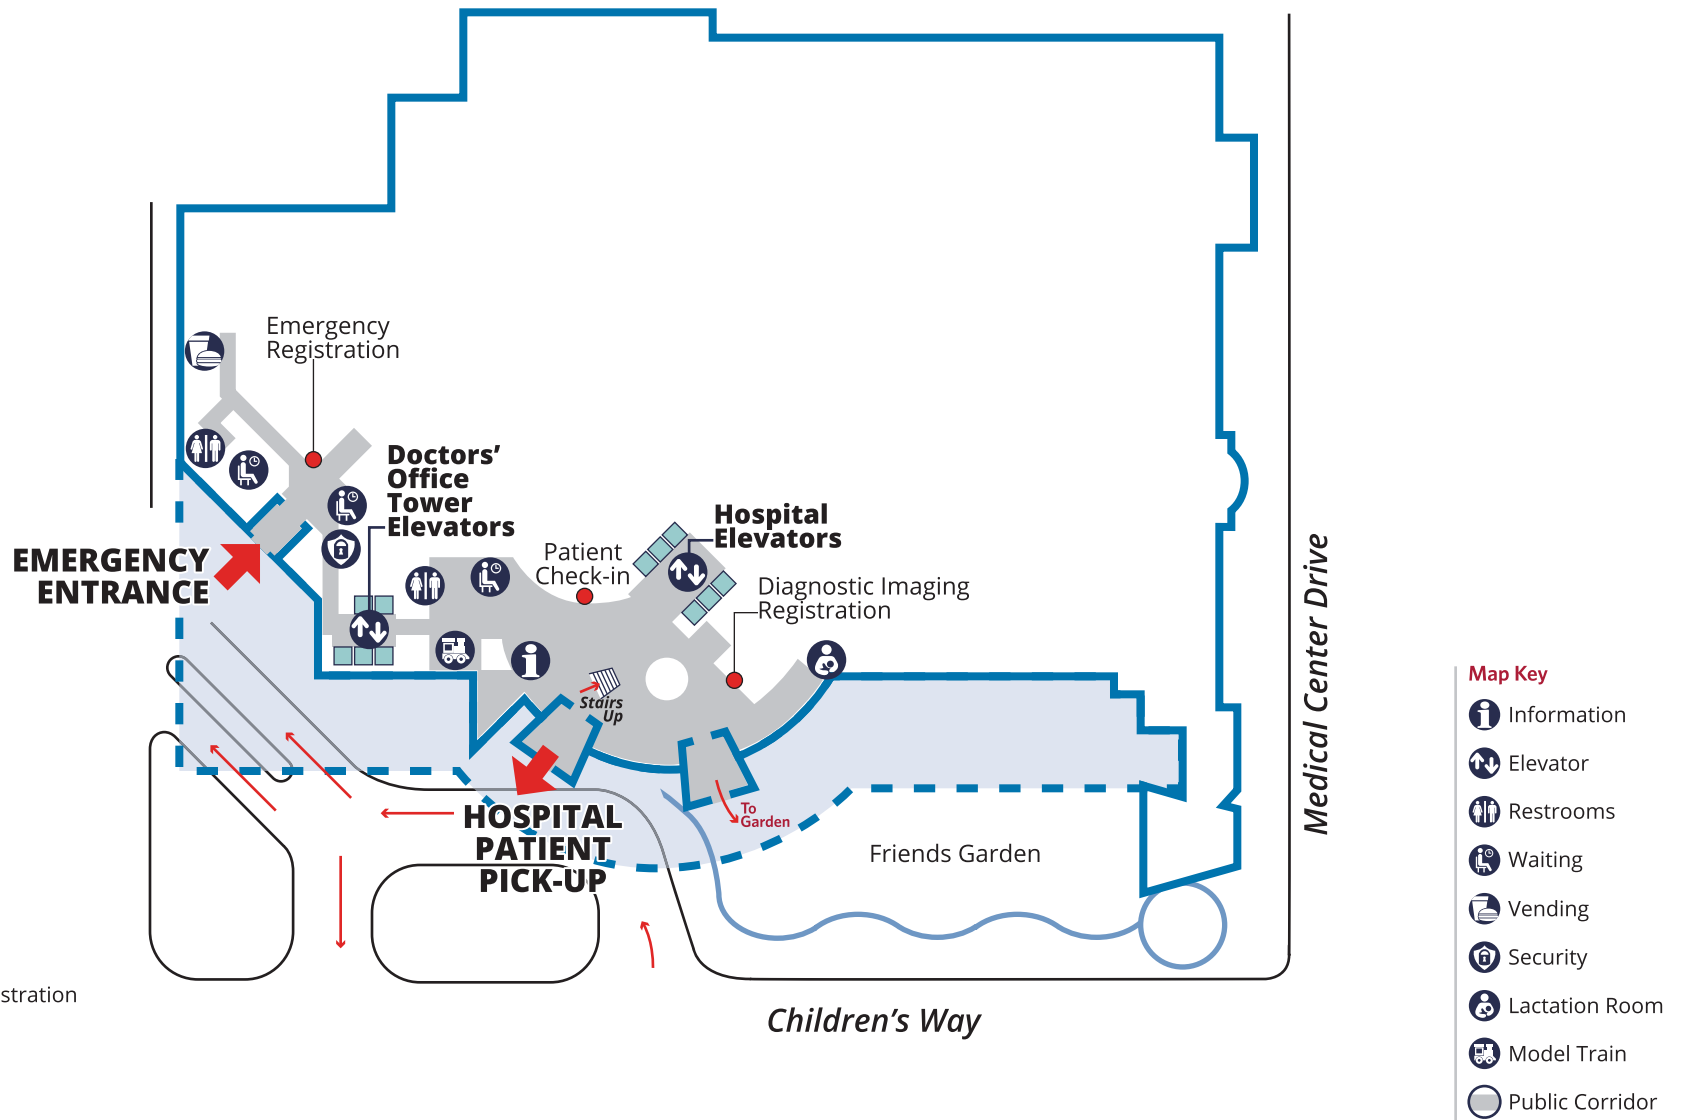 Emergency
Registration
Doctors’
Office
Tower
Elevators
Hospital
Elevators
EMERGENCY
ENTRANCE
Patient
Check-in
Diagnostic Imaging
Registration
Stairs
Up
To
Garden
HOSPITAL
PATIENT
PICK-UP
Friends Garden
Medical Center Drive
Children’s Way
stration
Map Key
Information
Elevator
Restrooms
Waiting
Vending
Security
Lactation Room
Model Train
Public Corridor